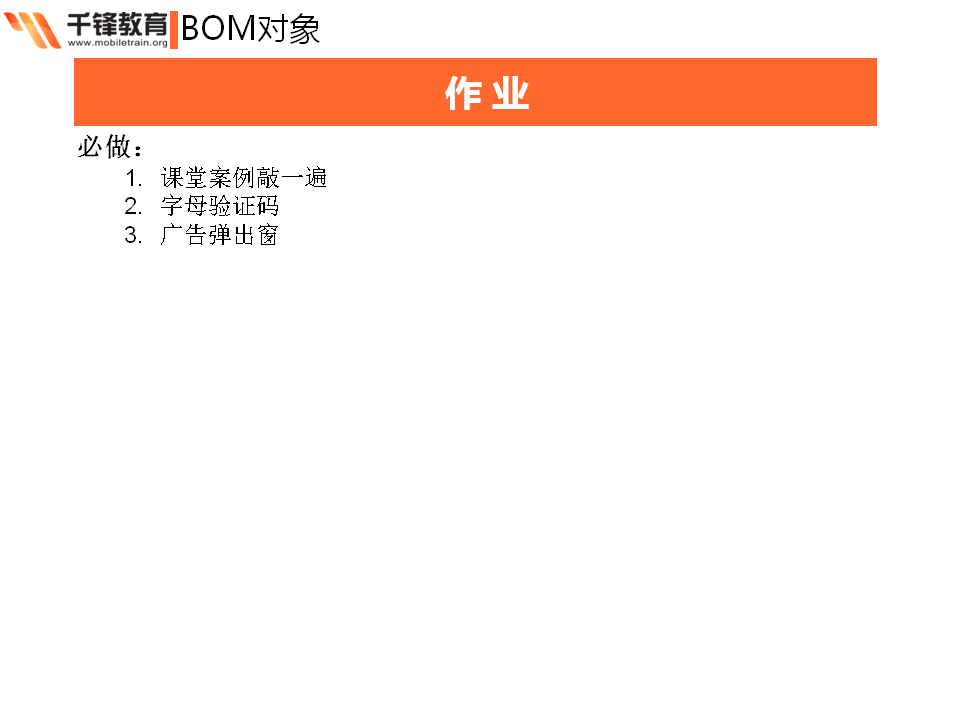 千锋教育
www.mobiletrain.org
BOM对象
作 业
必做：
1. 课堂案例敲一遍
2. 字母验证码
3. 广告弹出窗